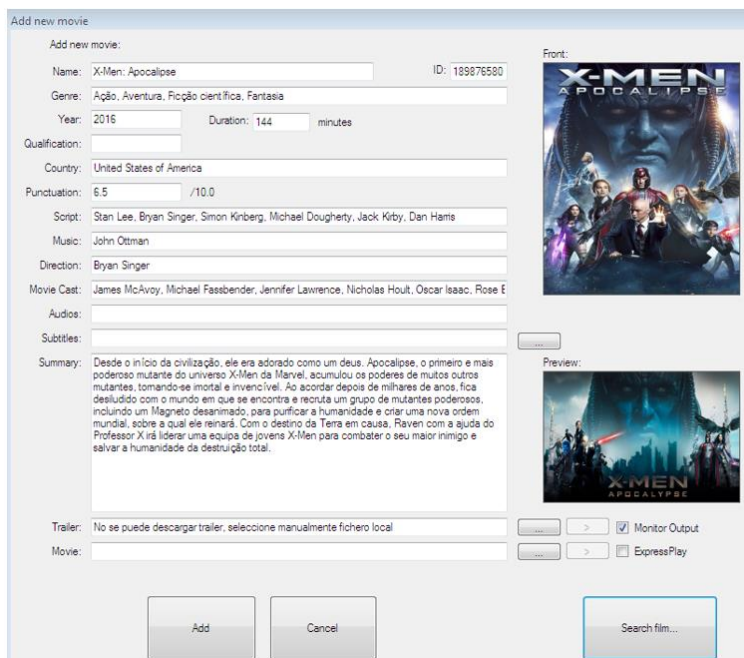 Add new movie
Add new movie:
Name: X-Men: Apocalipse ID: 189876580
Genre: Ação, Aventura, Ficção científica, Fantasia
Year: 2016 Duration: 144 minutes
Qualification:
Country: United States of America
Punctuation: 6.5 /10.0
Script: Stan Lee, Bryan Singer, Simon Kinberg, Michael Dougherty, Jack Kirby, Dan Harris
Music: John Ottman
Direction: Bryan Singer
Movie Cast: James McAvoy, Michael Fassbender, Jennifer Lawrence, Nicholas Hoult, Oscar Isaac, Rose E
Audios:
Subtitles: ...
Summary: Desde o início da civilização, ele era adorado como um deus. Apocalipse, o primeiro e mais
poderoso mutante do universo X-Men da Marvel, acumulou os poderes de muitos outros
mutantes, tornando-se imortal e invencível. Ao acordar depois de milhares de anos, fica
desiludido com o mundo em que se encontra e recruta um grupo de mutantes poderosos,
incluindo um Magneto desanimado, para purificar a humanidade e criar uma nova ordem
mundial, sobre a qual ele reinará. Com o destino da Terra em causa, Raven com a ajuda do
Professor X irá liderar uma equipa de jovens X-Men para combater o seu maior inimigo e
salvar a humanidade da destruição total.
Trailer: No se puede descargar trailer, seleccione manualmente fichero local ... > Monitor Output
Movie: ... > ExpressPlay
Add Cancel Search film...
Front:
X-MEN
APOCALIPSE
Preview:
X-MEN
APOCALYPSE